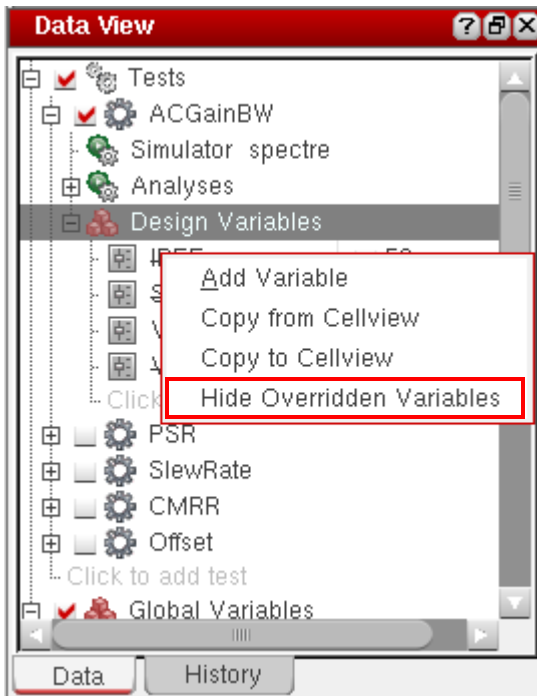 Data View
Tests
ACGainBW
Simulator spectre
Analyses
Design Variables
Add Variable
Copy from Cellview
Copy to Cellview
Click
Hide Overridden Variables
PSR
SlewRate
CMRR
Offset
Click to add test
Global Variables
Data
History